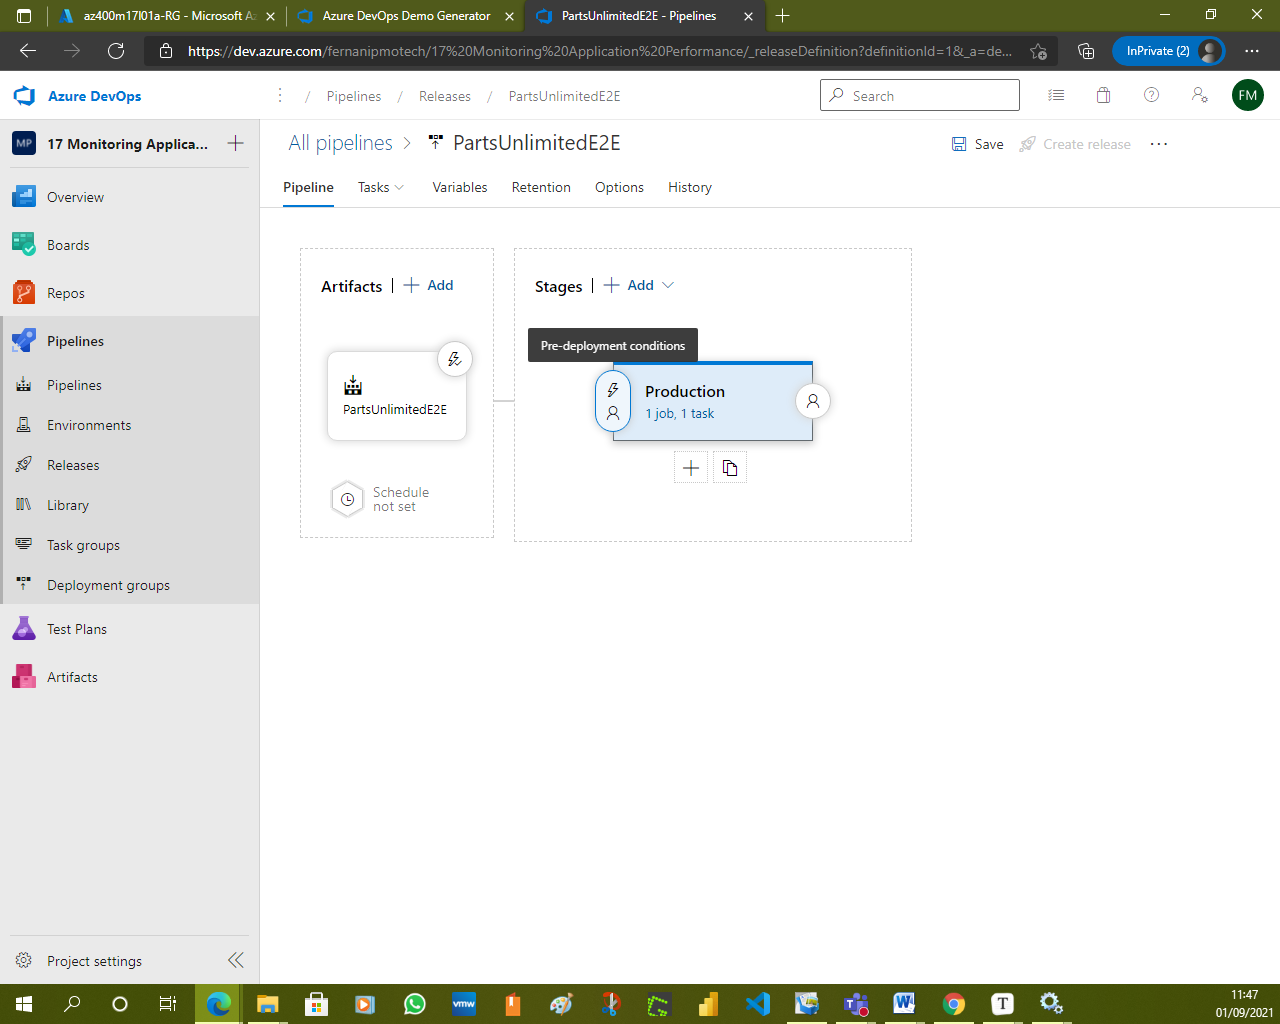 az400m17l01a-RG - Microsoft Az
Azure DevOps Demo Generator
PartsUnlimitedE2E - Pipelines
https://dev.azure.com/fernanipmotech/17%20Monitoring%20Application%20Performance/_releaseDefinition?definitionId=1&_a=de...
InPrivate (2)
Azure DevOps
/ Pipelines / Releases / PartsUnlimitedE2E
Search
FM
MP
17 Monitoring Applica...
All pipelines > PartsUnlimitedE2E
Save
Create release
Pipeline
Tasks
Variables
Retention
Options
History
Overview
Boards
Repos
Pipelines
Pipelines
Environments
Releases
Library
Task groups
Deployment groups
Test Plans
Artifacts
Project settings
Artifacts | + Add
PartsUnlimitedE2E
Schedule
not set
Stages | + Add
Pre-deployment conditions
Production
1 job, 1 task
vmw
W
T
11:47
01/09/2021